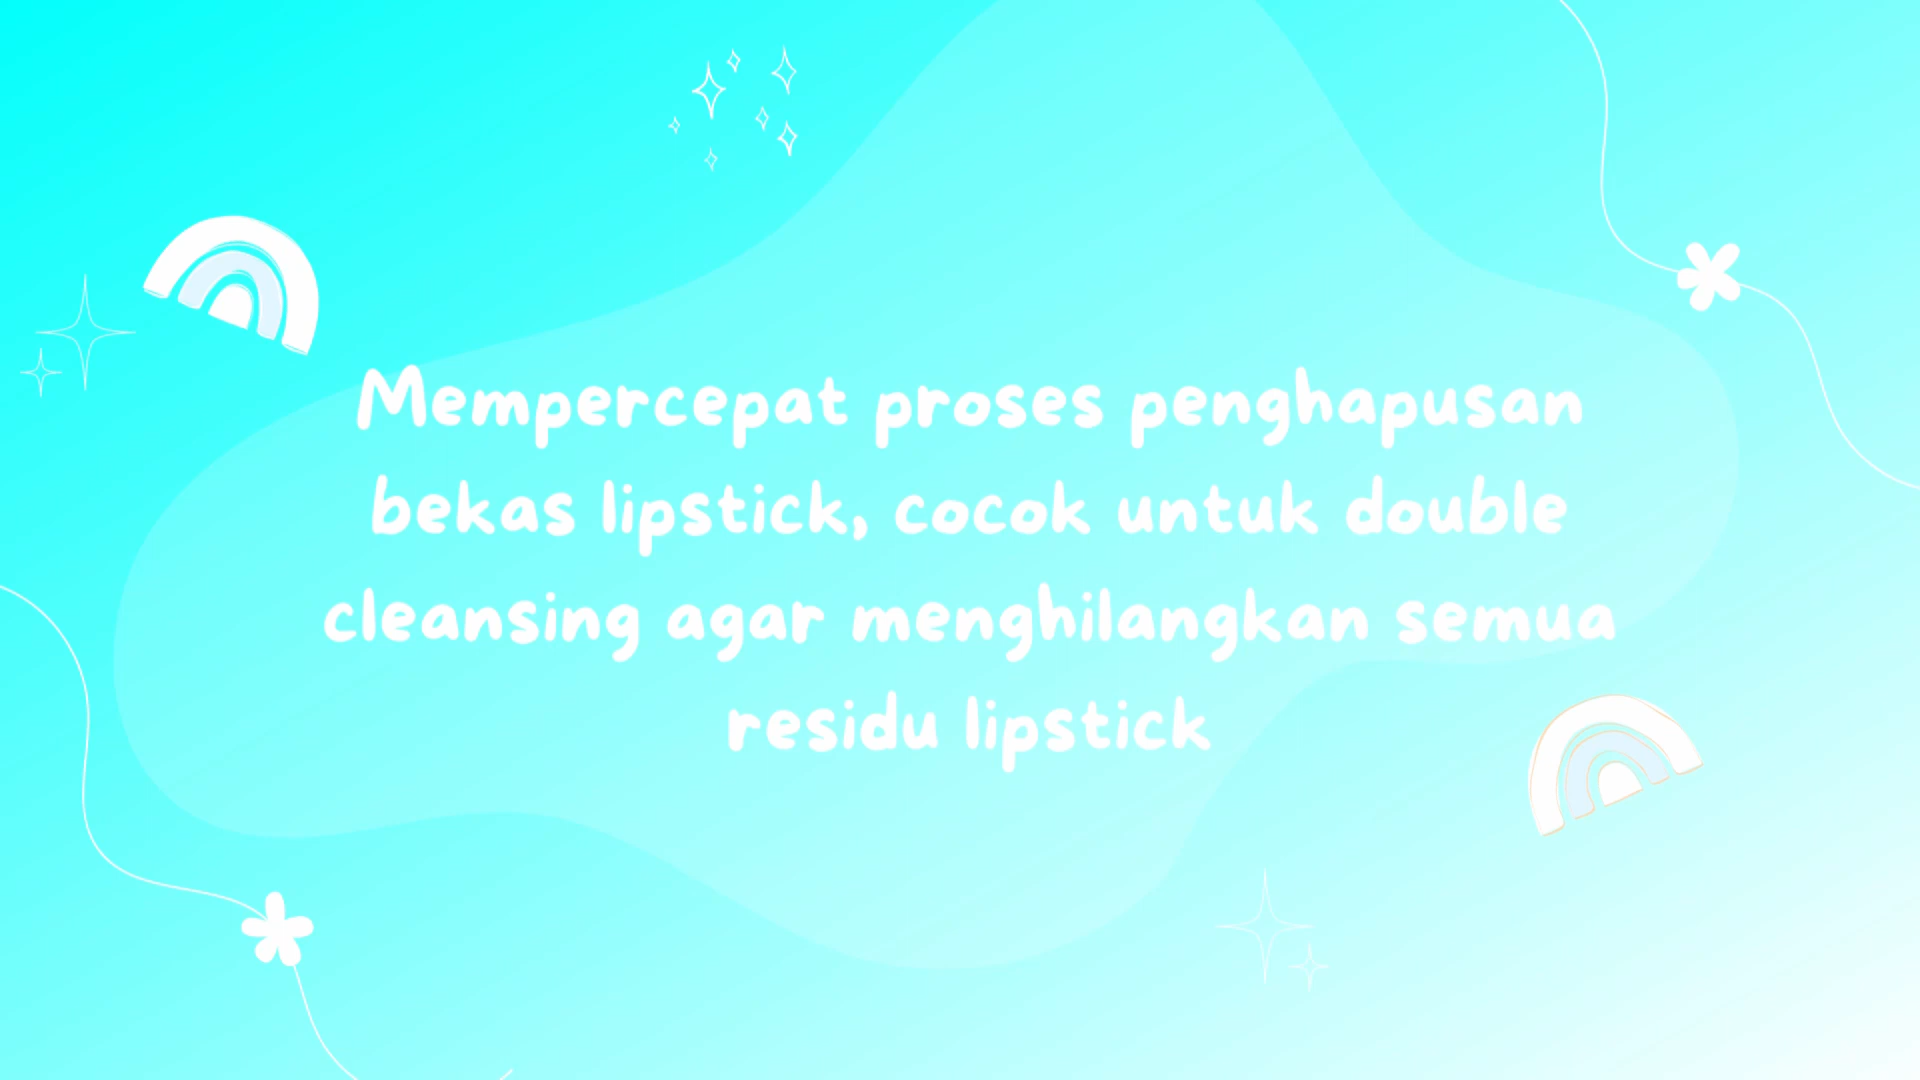 Mempercepat proses penghapusan
bekas lipstick, cocok untuk double
cleansing agar menghilangkan semua
residu lipstick